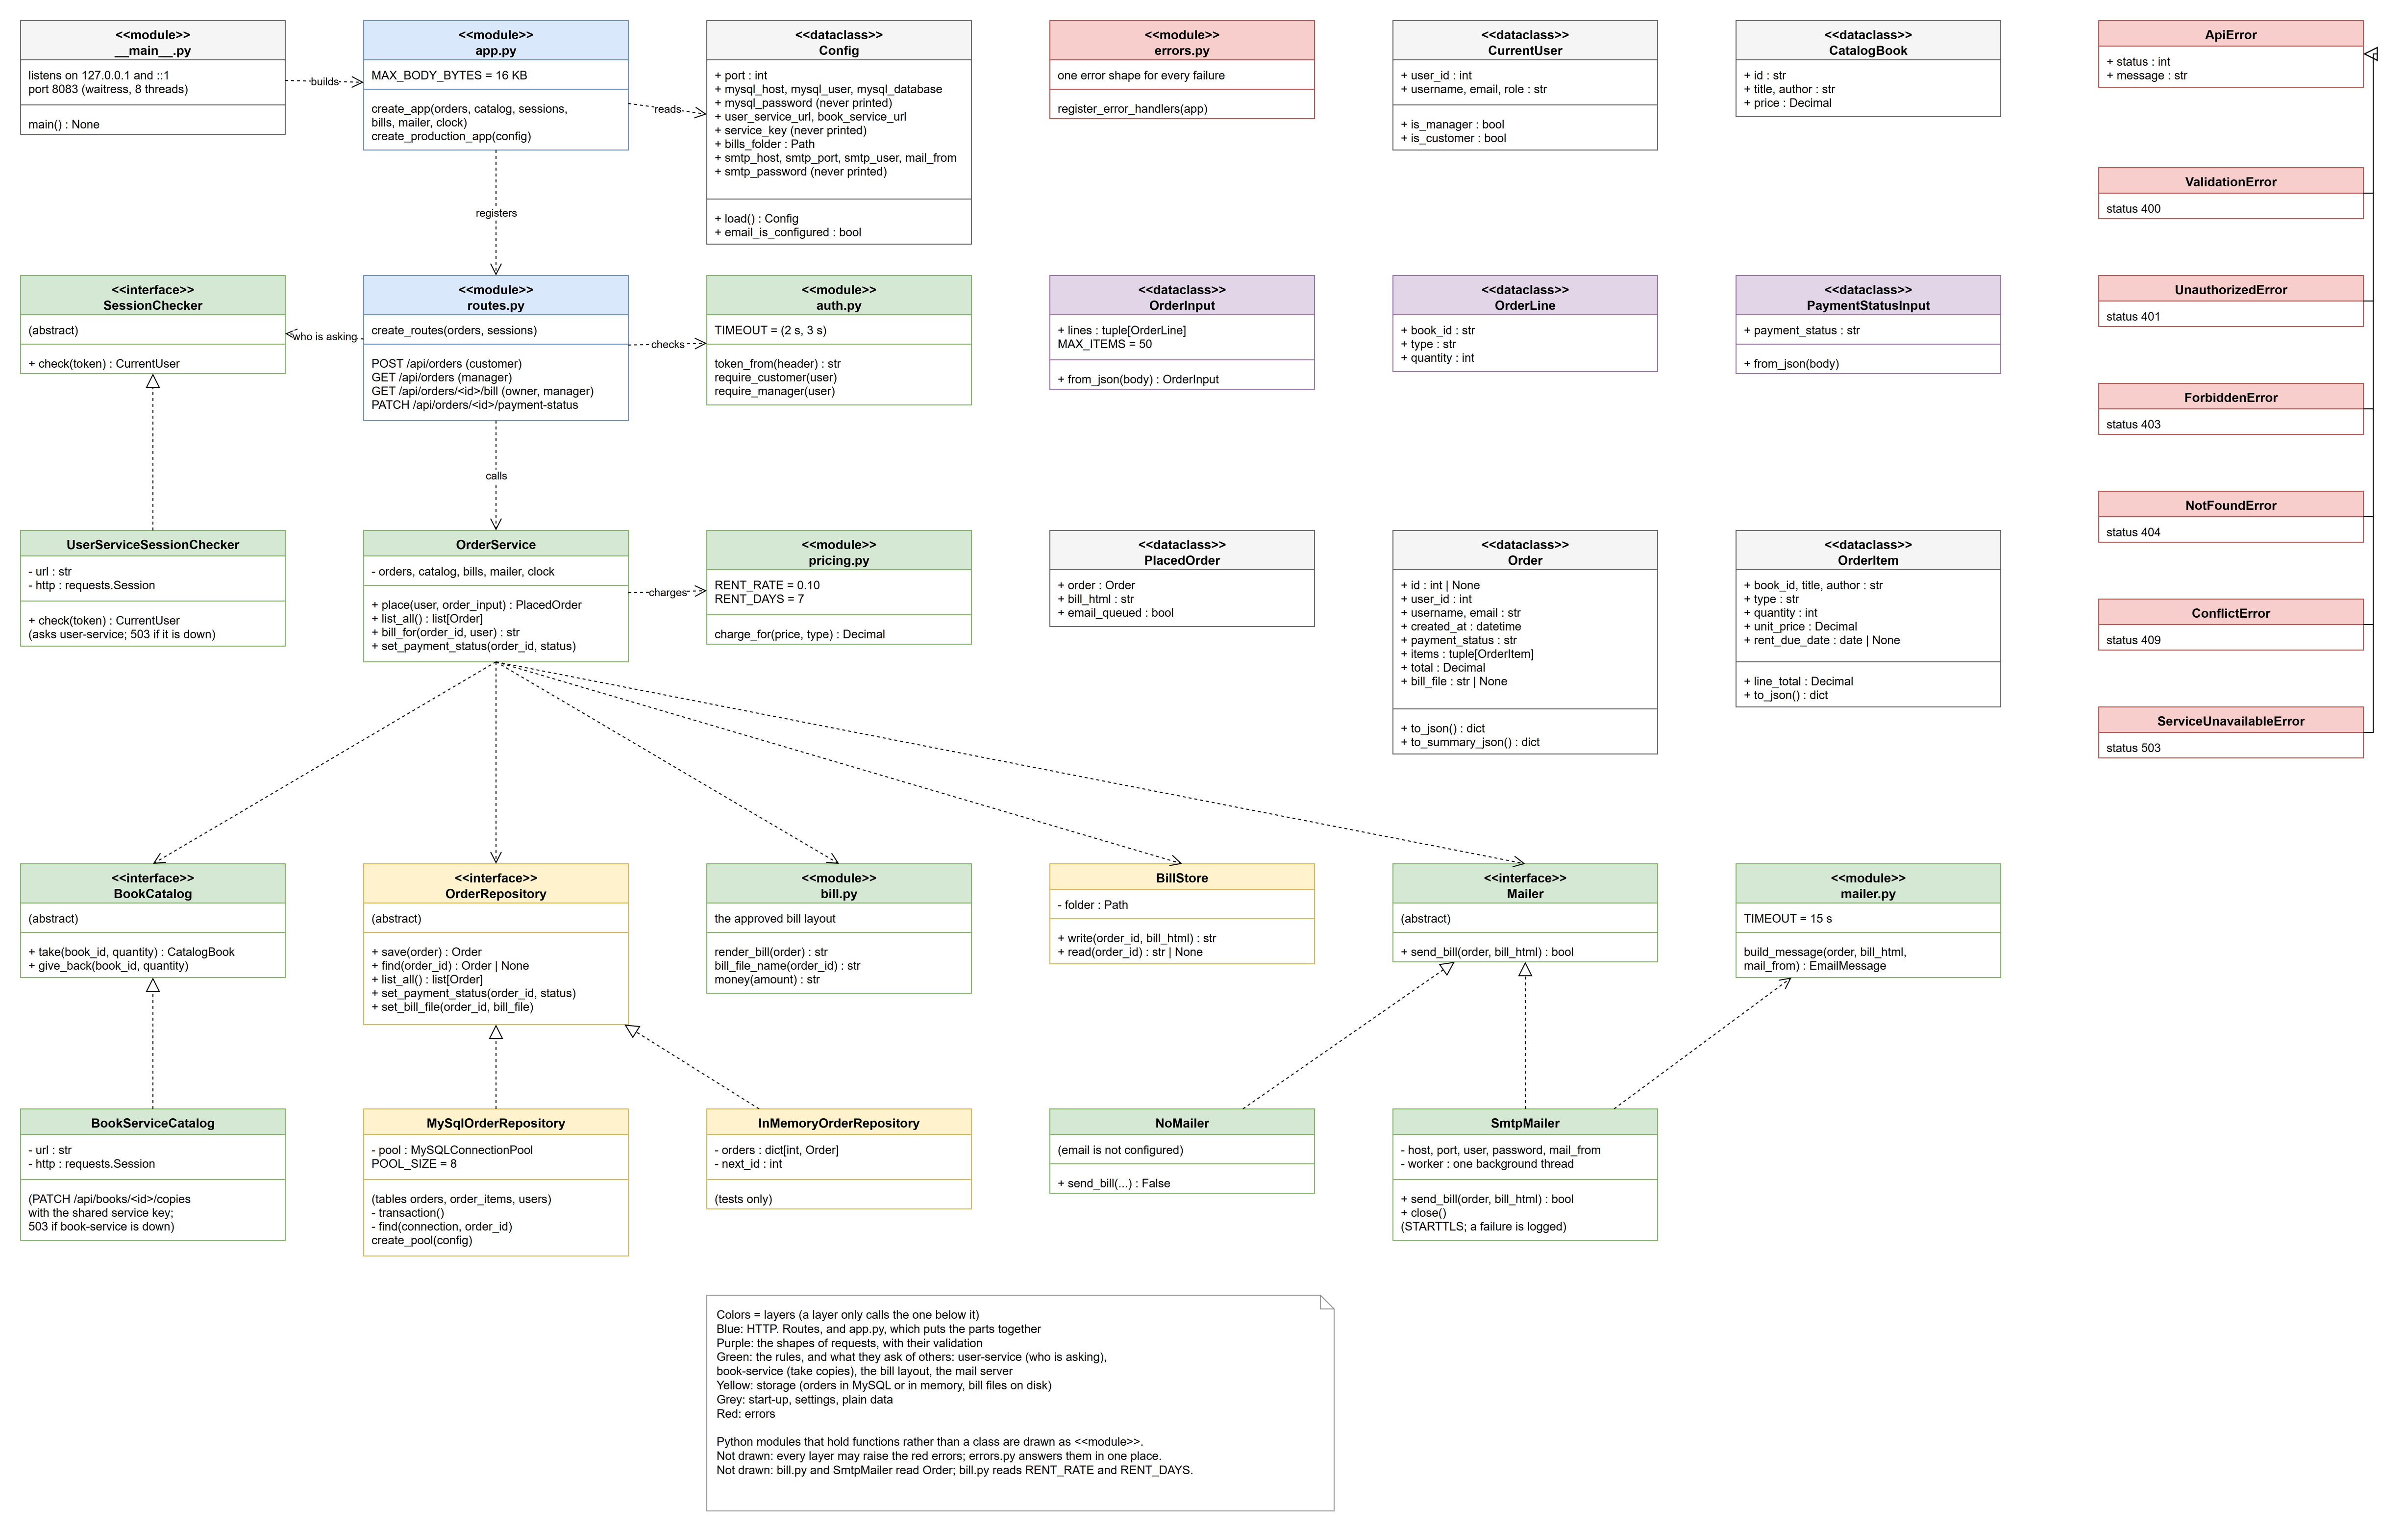 <<module>>
__main__.py
listens on 127.0.0.1 and ::1
port 8083 (waitress, 8 threads)
main() : None
builds
<<module>>
app.py
MAX_BODY_BYTES = 16 KB
create_app(orders, catalog, sessions,
bills, mailer, clock)
create_production_app(config)
reads
<<dataclass>>
Config
+ port : int
+ mysql_host, mysql_user, mysql_database
+ mysql_password (never printed)
+ user_service_url, book_service_url
+ service_key (never printed)
+ bills_folder : Path
+ smtp_host, smtp_port, smtp_user, mail_from
+ smtp_password (never printed)
+ load() : Config
+ email_is_configured : bool
<<module>>
errors.py
one error shape for every failure
register_error_handlers(app)
<<dataclass>>
CurrentUser
+ user_id : int
+ username, email, role : str
+ is_manager : bool
+ is_customer : bool
<<dataclass>>
CatalogBook
+ id : str
+ title, author : str
+ price : Decimal
ApiError
+ status : int
+ message : str
ValidationError
status 400
registers
<<interface>>
SessionChecker
(abstract)
+ check(token) : CurrentUser
who is asking
<<module>>
routes.py
create_routes(orders, sessions)
POST /api/orders (customer)
GET /api/orders (manager)
GET /api/orders/<id>/bill (owner, manager)
PATCH /api/orders/<id>/payment-status
checks
<<module>>
auth.py
TIMEOUT = (2 s, 3 s)
token_from(header) : str
require_customer(user)
require_manager(user)
<<dataclass>>
OrderInput
+ lines : tuple[OrderLine]
MAX_ITEMS = 50
+ from_json(body) : OrderInput
<<dataclass>>
OrderLine
+ book_id : str
+ type : str
+ quantity : int
<<dataclass>>
PaymentStatusInput
+ payment_status : str
+ from_json(body)
UnauthorizedError
status 401
ForbiddenError
status 403
calls
NotFoundError
status 404
UserServiceSessionChecker
- url : str
- http : requests.Session
+ check(token) : CurrentUser
(asks user-service; 503 if it is down)
OrderService
- orders, catalog, bills, mailer, clock
+ place(user, order_input) : PlacedOrder
+ list_all() : list[Order]
+ bill_for(order_id, user) : str
+ set_payment_status(order_id, status)
charges
<<module>>
pricing.py
RENT_RATE = 0.10
RENT_DAYS = 7
charge_for(price, type) : Decimal
<<dataclass>>
PlacedOrder
+ order : Order
+ bill_html : str
+ email_queued : bool
<<dataclass>>
Order
+ id : int | None
+ user_id : int
+ username, email : str
+ created_at : datetime
+ payment_status : str
+ items : tuple[OrderItem]
+ total : Decimal
+ bill_file : str | None
+ to_json() : dict
+ to_summary_json() : dict
<<dataclass>>
OrderItem
+ book_id, title, author : str
+ type : str
+ quantity : int
+ unit_price : Decimal
+ rent_due_date : date | None
+ line_total : Decimal
+ to_json() : dict
ConflictError
status 409
ServiceUnavailableError
status 503
<<interface>>
BookCatalog
(abstract)
+ take(book_id, quantity) : CatalogBook
+ give_back(book_id, quantity)
<<interface>>
OrderRepository
(abstract)
+ save(order) : Order
+ find(order_id) : Order | None
+ list_all() : list[Order]
+ set_payment_status(order_id, status)
+ set_bill_file(order_id, bill_file)
<<module>>
bill.py
the approved bill layout
render_bill(order) : str
bill_file_name(order_id) : str
money(amount) : str
BillStore
- folder : Path
+ write(order_id, bill_html) : str
+ read(order_id) : str | None
<<interface>>
Mailer
(abstract)
+ send_bill(order, bill_html) : bool
<<module>>
mailer.py
TIMEOUT = 15 s
build_message(order, bill_html,
mail_from) : EmailMessage
BookServiceCatalog
- url : str
- http : requests.Session
(PATCH /api/books/<id>/copies
with the shared service key;
503 if book-service is down)
MySqlOrderRepository
- pool : MySQLConnectionPool
POOL_SIZE = 8
(tables orders, order_items, users)
- transaction()
- find(connection, order_id)
create_pool(config)
InMemoryOrderRepository
- orders : dict[int, Order]
- next_id : int
(tests only)
NoMailer
(email is not configured)
+ send_bill(...) : False
SmtpMailer
- host, port, user, password, mail_from
- worker : one background thread
+ send_bill(order, bill_html) : bool
+ close()
(STARTTLS; a failure is logged)
Colors = layers (a layer only calls the one below it)
Blue: HTTP. Routes, and app.py, which puts the parts together
Purple: the shapes of requests, with their validation
Green: the rules, and what they ask of others: user-service (who is asking),
book-service (take copies), the bill layout, the mail server
Yellow: storage (orders in MySQL or in memory, bill files on disk)
Grey: start-up, settings, plain data
Red: errors
Python modules that hold functions rather than a class are drawn as <<module>>.
Not drawn: every layer may raise the red errors; errors.py answers them in one place.
Not drawn: bill.py and SmtpMailer read Order; bill.py reads RENT_RATE and RENT_DAYS.